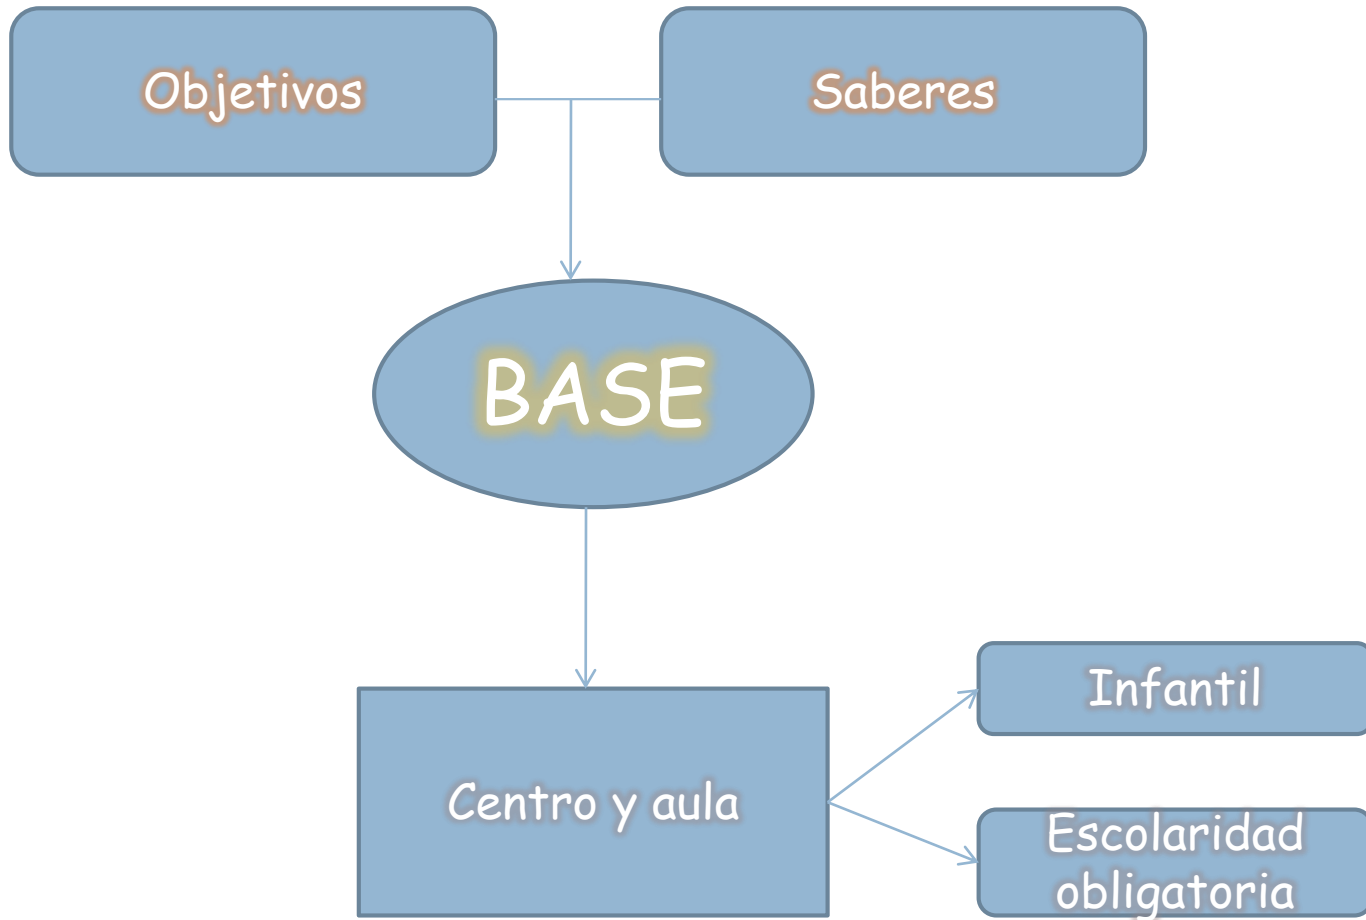 Objetivos
Saberes
BASE
Infantil
Centro y aula
Escolaridad
obligatoria